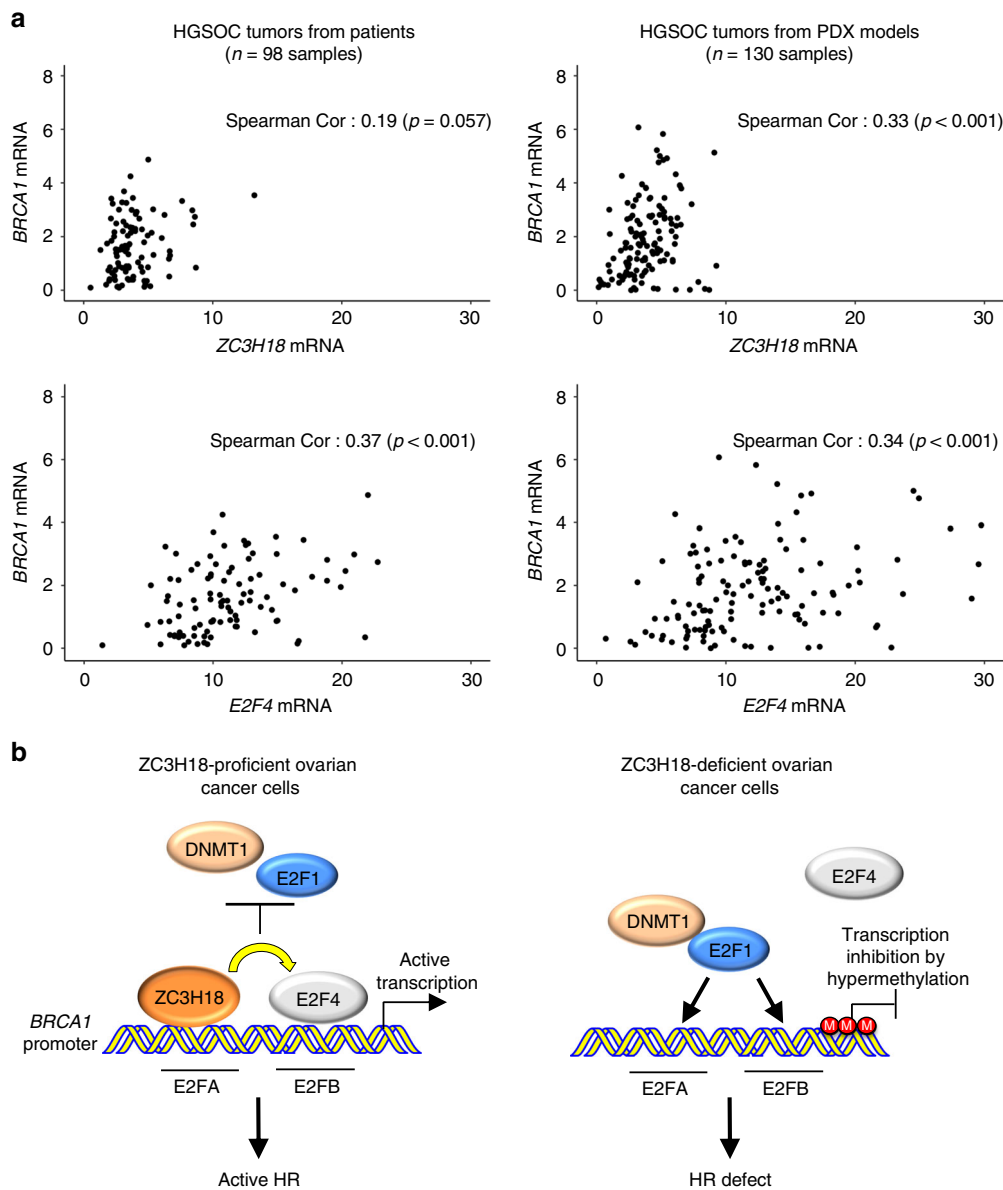 a
HGSOC tumors from patients
(n = 98 samples)
8
6
4
2
0
BRCA1 mRNA
Spearman Cor : 0.19 (p = 0.057)
0 10 20 30
ZC3H18 mRNA
HGSOC tumors from PDX models
(n = 130 samples)
8
6
4
2
0
BRCA1 mRNA
Spearman Cor : 0.33 (p < 0.001)
0 10 20 30
ZC3H18 mRNA
8
6
4
2
0
BRCA1 mRNA
Spearman Cor : 0.37 (p < 0.001)
0 10 20 30
E2F4 mRNA
8
6
4
2
0
BRCA1 mRNA
Spearman Cor : 0.34 (p < 0.001)
0 10 20 30
E2F4 mRNA
b
ZC3H18-proficient ovarian
cancer cells
DNMT1
E2F1
ZC3H18
E2F4
Active
transcription
BRCA1
promoter
E2FA
E2FB
Active HR
ZC3H18-deficient ovarian
cancer cells
E2F4
DNMT1
E2F1
Transcription
inhibition by
hypermethylation
M M M
E2FA
E2FB
HR defect